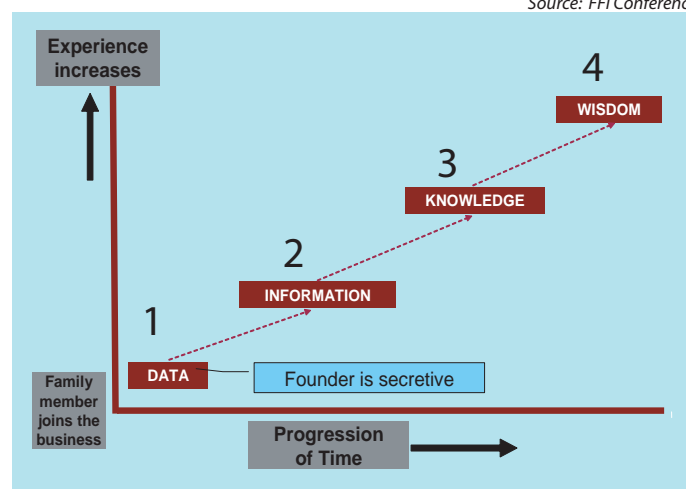 Source: FFI Conferenc
Experience
increases
4
WISDOM
3
KNOWLEDGE
2
INFORMATION
1
DATA
Founder is secretive
Family
member
joins the
business
Progression
of Time